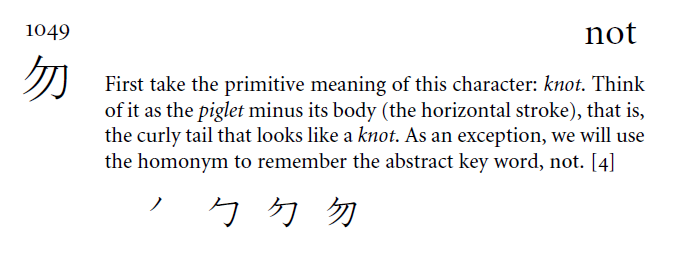 1049
not
勿
First take the primitive meaning of this character: knot. Think
of it as the piglet minus its body (the horizontal stroke), that is,
the curly tail that looks like a knot. As an exception, we will use
the homonym to remember the abstract key word, not. [4]
㇒ 勹 勽 勿